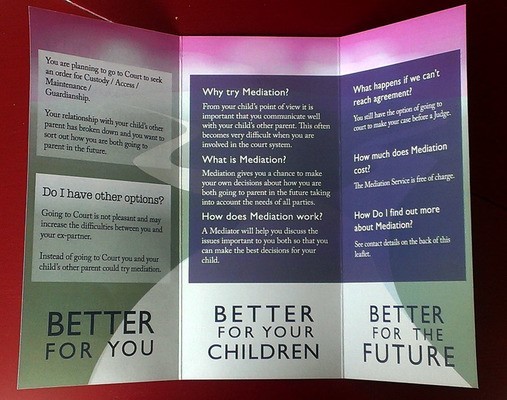 You are planning to go to Court to seek
an order for Custody / Access /
Maintenance /
Guardianship.
Your relationship with your child's other
parent has broken down and you want to
sort out how you are both going to
parent in the future.
Do I have other options?
Going to Court is not pleasant and may
increase the difficulties between you and
your ex-partner.
Instead of going to Court you and your
child's other parent could try mediation.
BETTER
FOR YOU
Why try Mediation?
From your child's point of view it is
important that you communicate well
with your child's other parent. This often
becomes very difficult when you are
involved in the court system.
What is Mediation?
Mediation gives you a chance to make
your own decisions about how you are
both going to parent in the future taking
into account the needs of all parties.
How does Mediation work?
A Mediator will help you discuss the
issues important to you both so that you
can make the best decisions for your
child.
BETTER
FOR YOUR
CHILDREN
What happens if we can't
reach agreement?
You still have the option of going to
court to make your case before a Judge.
How much does Mediation
cost?
The Mediation Service is free of charge.
How Do I find out more
about Mediation?
See contact details on the back of this
leaflet.
BETTER
FOR THE
FUTURE